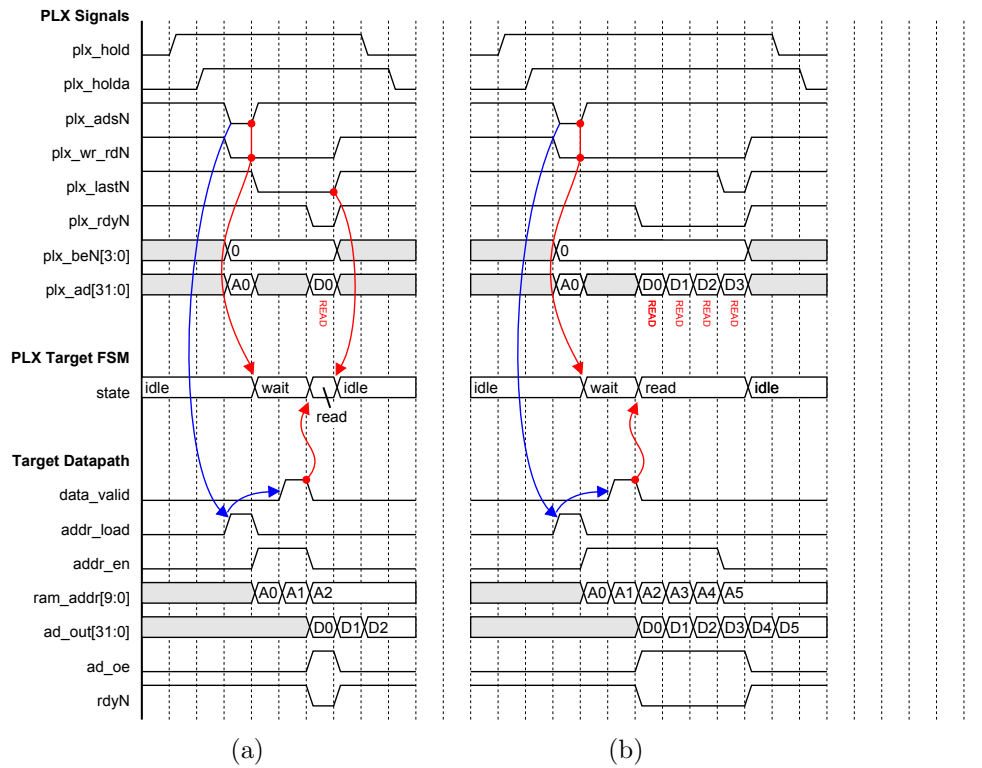 PLX Signals
plx_hold
plx_holda
plx_adsN
plx_wr_rdN
plx_lastN
plx_rdyN
plx_beN[3:0] 0 0
plx_ad[31:0] A0 D0 A0 D0 D1 D2 D3
READ READ READ READ READ
PLX Target FSM
state idle wait idle idle wait read idle
read
Target Datapath
data_valid
addr_load
addr_en
ram_addr[9:0] A0 A1 A2 A0 A1 A2 A3 A4 A5
ad_out[31:0] D0 D1 D2 D0 D1 D2 D3 D4 D5
ad_oe
rdyN
(a) (b)